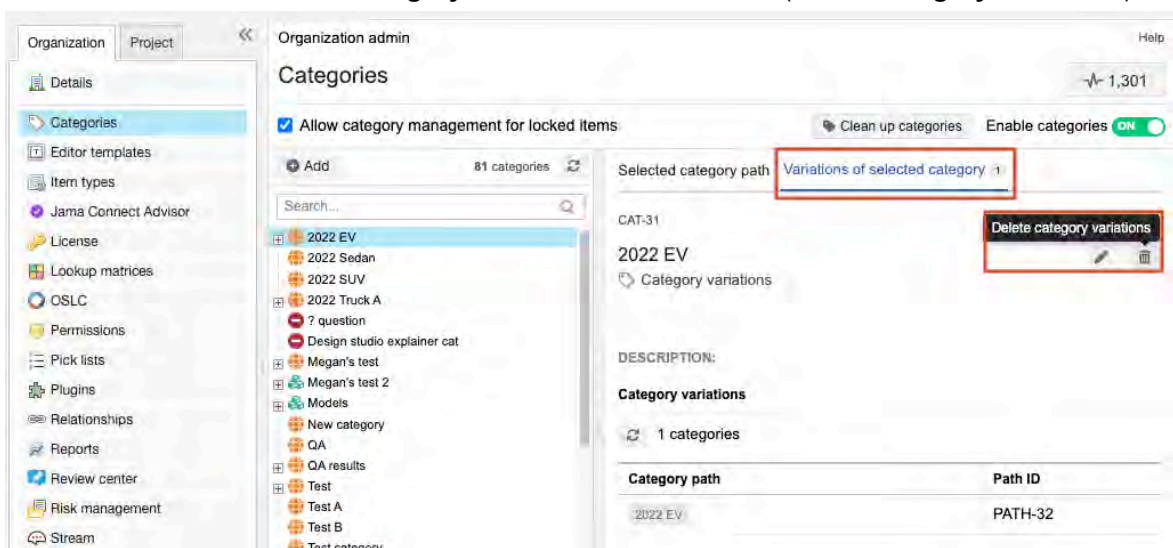 Organization Project
Organization admin
Help
Details
Categories
1,301
Categories
Allow category management for locked items
Clean up categories
Enable categories ON
Editor templates
Item types
Jama Connect Advisor
License
Lookup matrices
OSLC
Permissions
Pick lists
Plugins
Relationships
Reports
Review center
Risk management
Stream
Add
81 categories
Search...
2022 EV
2022 Sedan
2022 SUV
2022 Truck A
? question
Design studio explainer cat
Megan's test
Megan's test 2
Models
New category
QA
QA results
Test
Test A
Test B
Test category
Selected category path
Variations of selected category 1
CAT-31
Delete category variations
2022 EV
Category variations
DESCRIPTION:
Category variations
1 categories
Category path
Path ID
2022 EV
PATH-32